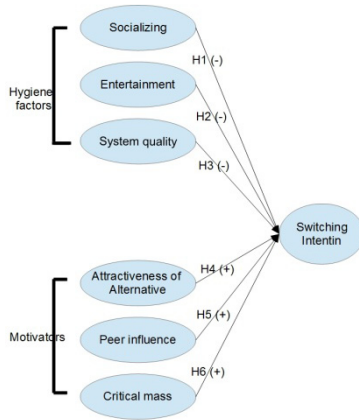 Socializing
H1 (-)
Entertainment
Hygiene
factors
H2 (-)
System quality
H3 (-)
Switching
Intentin
Attractiveness of
Alternative
H4 (+)
Motivators
Peer influence
H5 (+)
H6 (+)
Critical mass